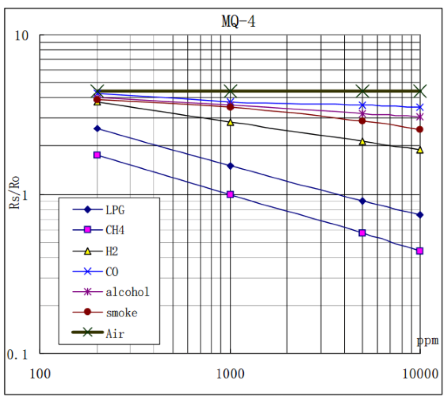 MQ-4
10
Rs/Ro
1
LPG
CH4
H2
CO
alcohol
smoke
Air
0.1
ppm
100
1000
10000